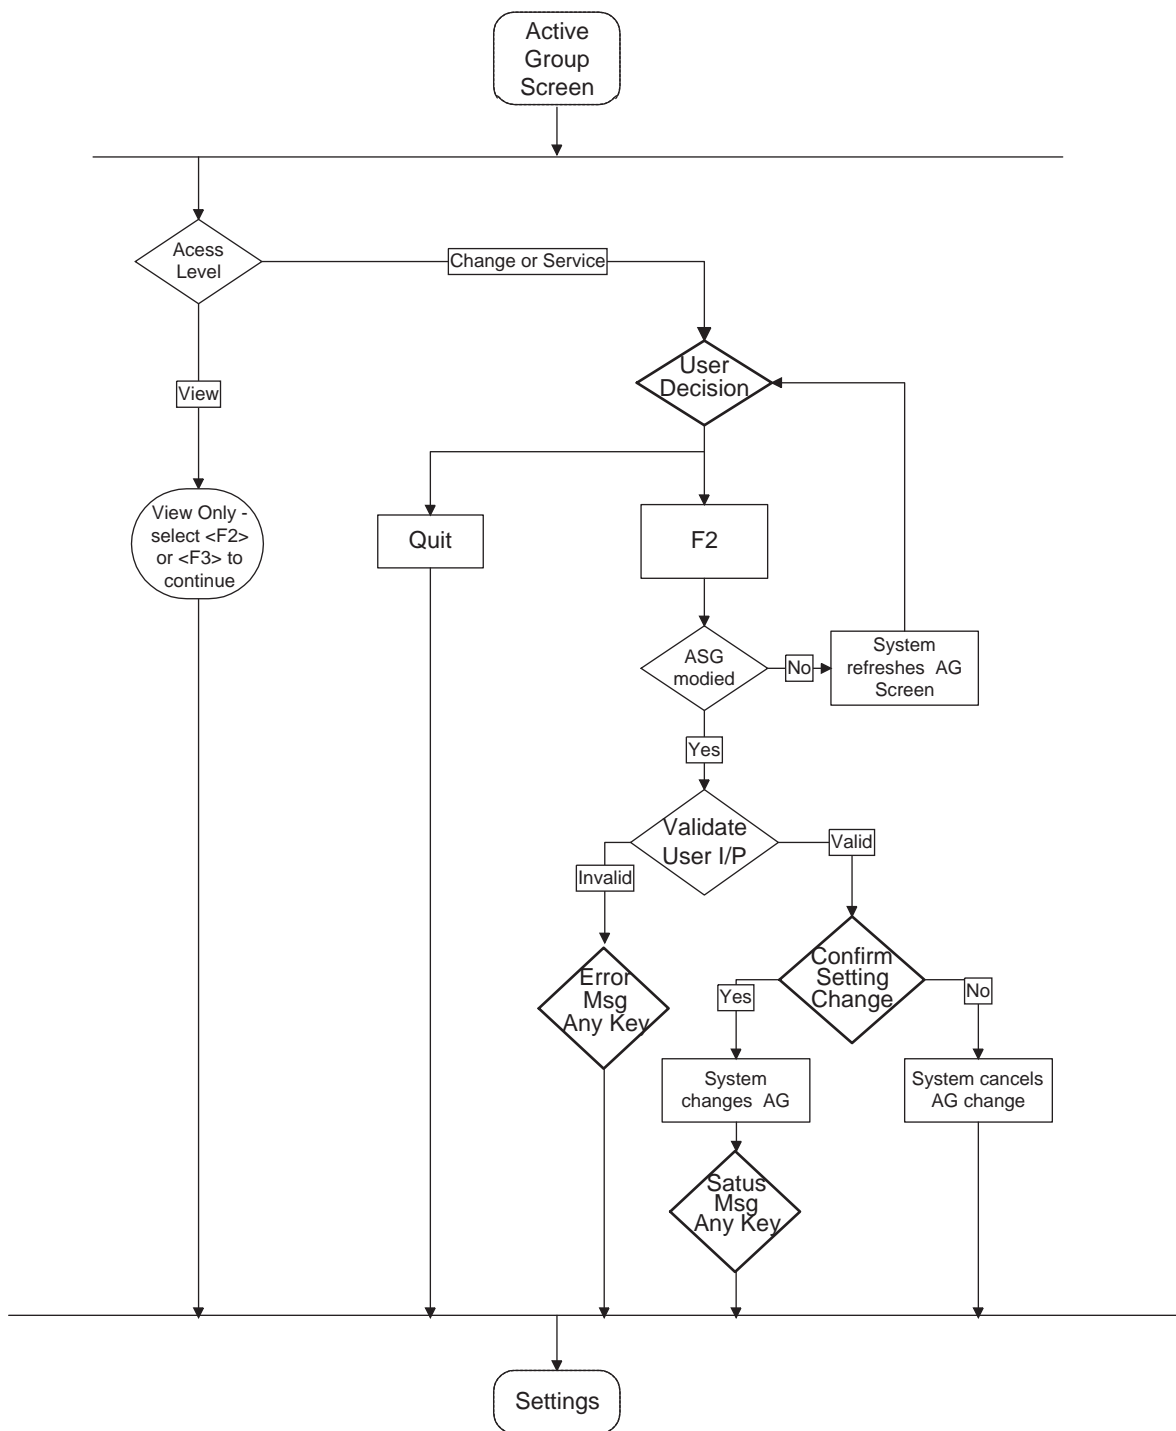 Active
Group
Screen
Acess
Level
Change or Service
User
Decision
View
View Only -
select <F2>
or <F3> to
continue
Quit
F2
ASG
modied
No
System
refreshes AG
Screen
Yes
Validate
User I/P
Valid
Invalid
Error
Msg
Any Key
Confirm
Setting
Change
Yes
No
System
changes AG
System cancels
AG change
Satus
Msg
Any Key
Settings